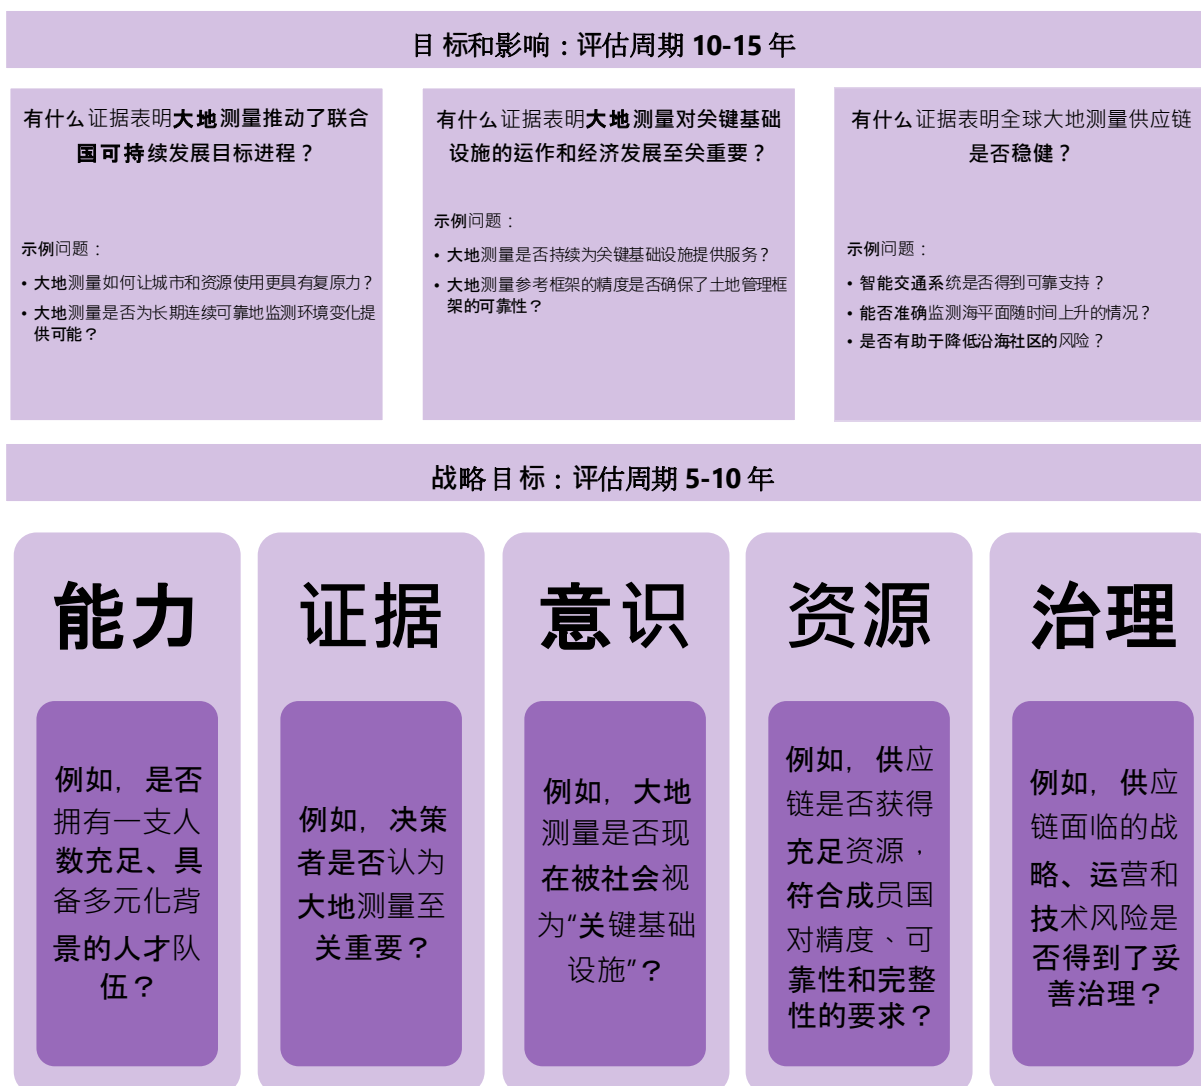 目标和影响：评估周期 10-15 年
有什么证据表明大地测量推动了联合
国可持续发展目标进程？
示例问题：
• 大地测量如何让城市和资源使用更具有复原力？
• 大地测量是否为长期连续可靠地监测环境变化提
供可能？
有什么证据表明大地测量对关键基础
设施的运作和经济发展至关重要？
示例问题：
• 大地测量是否持续为关键基础设施提供服务？
• 大地测量参考框架的精度是否确保了土地管理框
架的可靠性？
有什么证据表明全球大地测量供应链
是否稳健？
示例问题：
• 智能交通系统是否得到可靠支持？
• 能否准确监测海平面随时间上升的情况？
• 是否有助于降低沿海社区的风险？
战略目标：评估周期 5-10 年
能力
例如，是否
拥有一支人
数充足、具
备多元化背
景的人才队
伍？
证据
例如，决策
者是否认为
大地测量至
关重要？
意识
例如，大地
测量是否现
在被社会视
为“关键基础
设施”？
资源
例如，供应
链是否获得
充足资源，
符合成员国
对精度、可
靠性和完整
性的要求？
治理
例如，供应
链面临的战
略、运营和
技术风险是
否得到了妥
善治理？